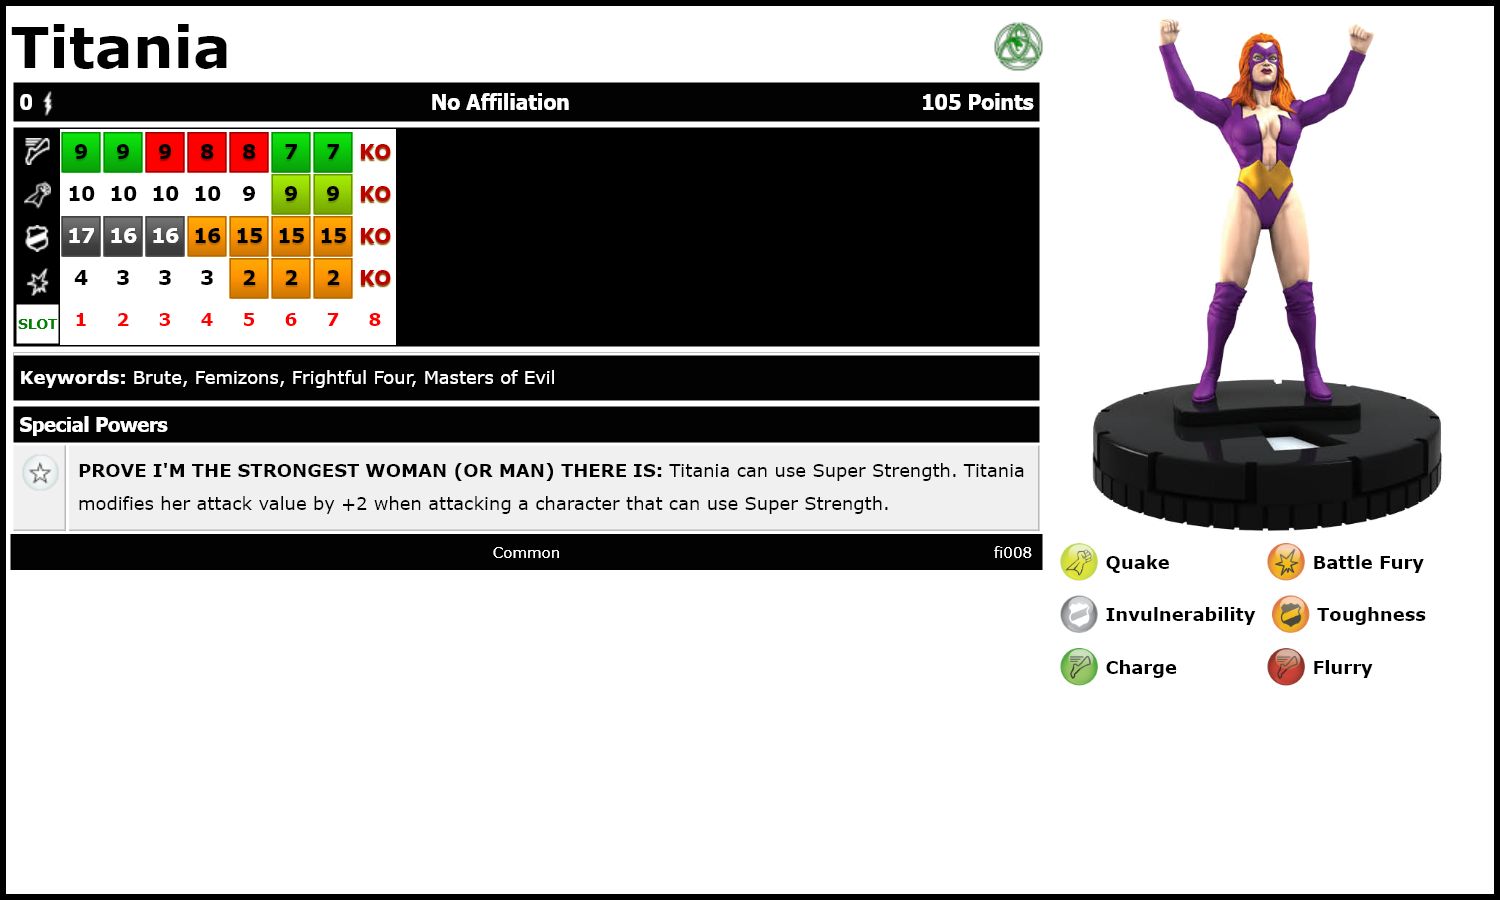 Titania
0 No Affiliation 105 Points
9 9 9 8 8 7 7 KO
10 10 10 10 9 9 9 KO
17 16 16 16 15 15 15 KO
4 3 3 3 2 2 2 KO
SLOT 1 2 3 4 5 6 7 8
Keywords: Brute, Femizons, Frightful Four, Masters of Evil
Special Powers
PROVE I'M THE STRONGEST WOMAN (OR MAN) THERE IS: Titania can use Super Strength. Titania
modifies her attack value by +2 when attacking a character that can use Super Strength.
Common fi008
Quake Battle Fury
Invulnerability Toughness
Charge Flurry